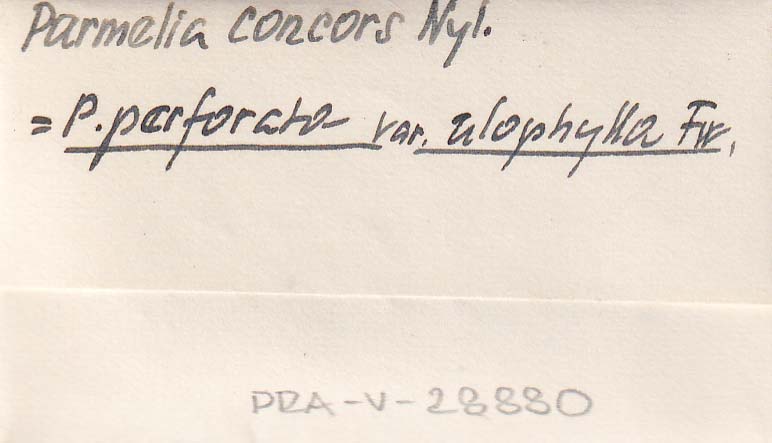 Parmelia concors Nyl.
= P. perforata var. ulophylla Fw.
PRA-V-28880